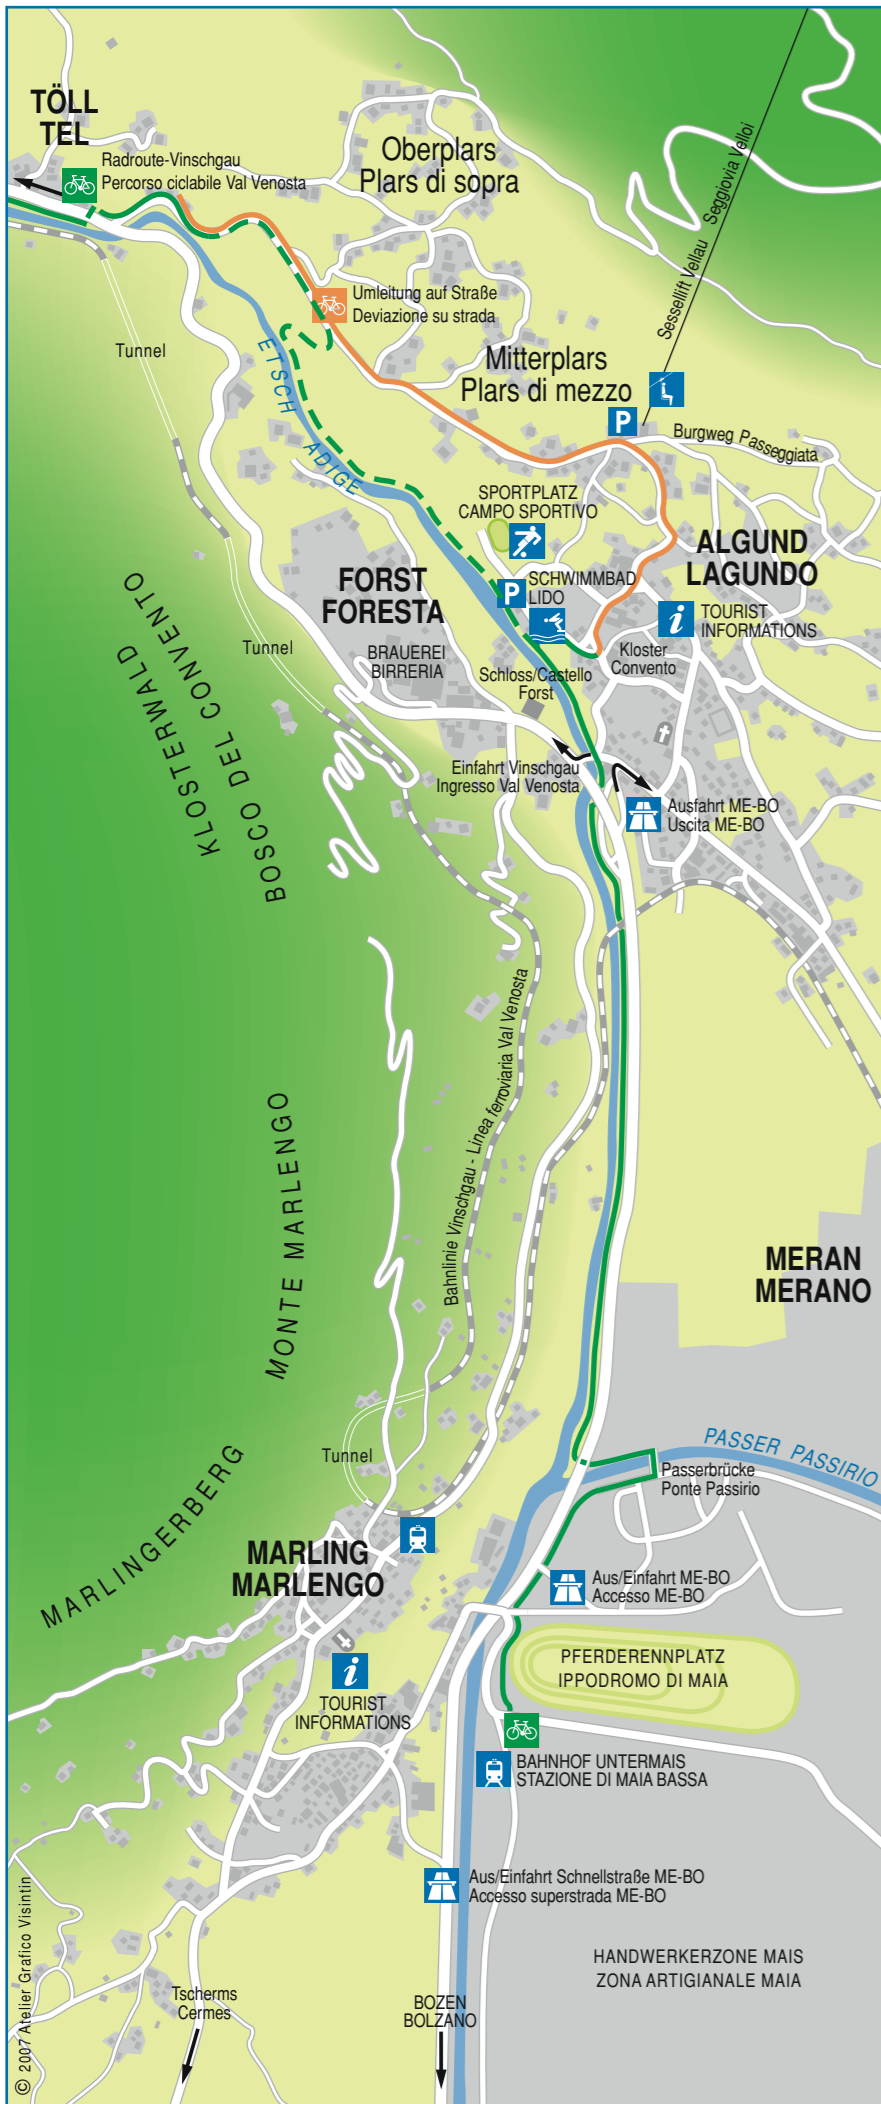 TÖLL
TEL
Radroute-Vinschgau
Percorso ciclabile Val Venosta
Oberplars
Plars di sopra
Sessellift Vellau
Seggiovia Velloi
Umleitung auf Straße
Deviazione su strada
Tunnel
ETSCH
ADIGE
Mitterplars
Plars di mezzo
P
Burgweg Passeggiata
SPORTPLATZ
CAMPO SPORTIVO
ALGUND
LAGUNDO
FORST
FORESTA
P
SCHWIMMBAD
LIDO
i
TOURIST
INFORMATIONS
BRAUEREI
BIRRERIA
Tunnel
Kloster
Convento
Schloss/Castello
Forst
KLOSTERWALD
BOSCO DEL CONVENTO
Einfahrt Vinschgau
Ingresso Val Venosta
Ausfahrt ME-BO
Uscita ME-BO
Bahnlinie Vinschgau - Linea ferroviaria Val Venosta
MONTE MARLENGO
MARLINGERBERG
MERAN
MERANO
PASSER PASSIRIO
Passerbrücke
Ponte Passirio
Tunnel
MARLING
MARLENGO
Aus/Einfahrt ME-BO
Accesso ME-BO
PFERDERENNPLATZ
IPPODROMO DI MAIA
i
TOURIST
INFORMATIONS
BAHNHOF UNTERMAIS
STAZIONE DI MAIA BASSA
Aus/Einfahrt Schnellstraße ME-BO
Accesso superstrada ME-BO
HANDWERKERZONE MAIS
ZONA ARTIGIANALE MAIA
Tscherms
Cermes
BOZEN
BOLZANO
© 2007 Atelier Grafico Visintin